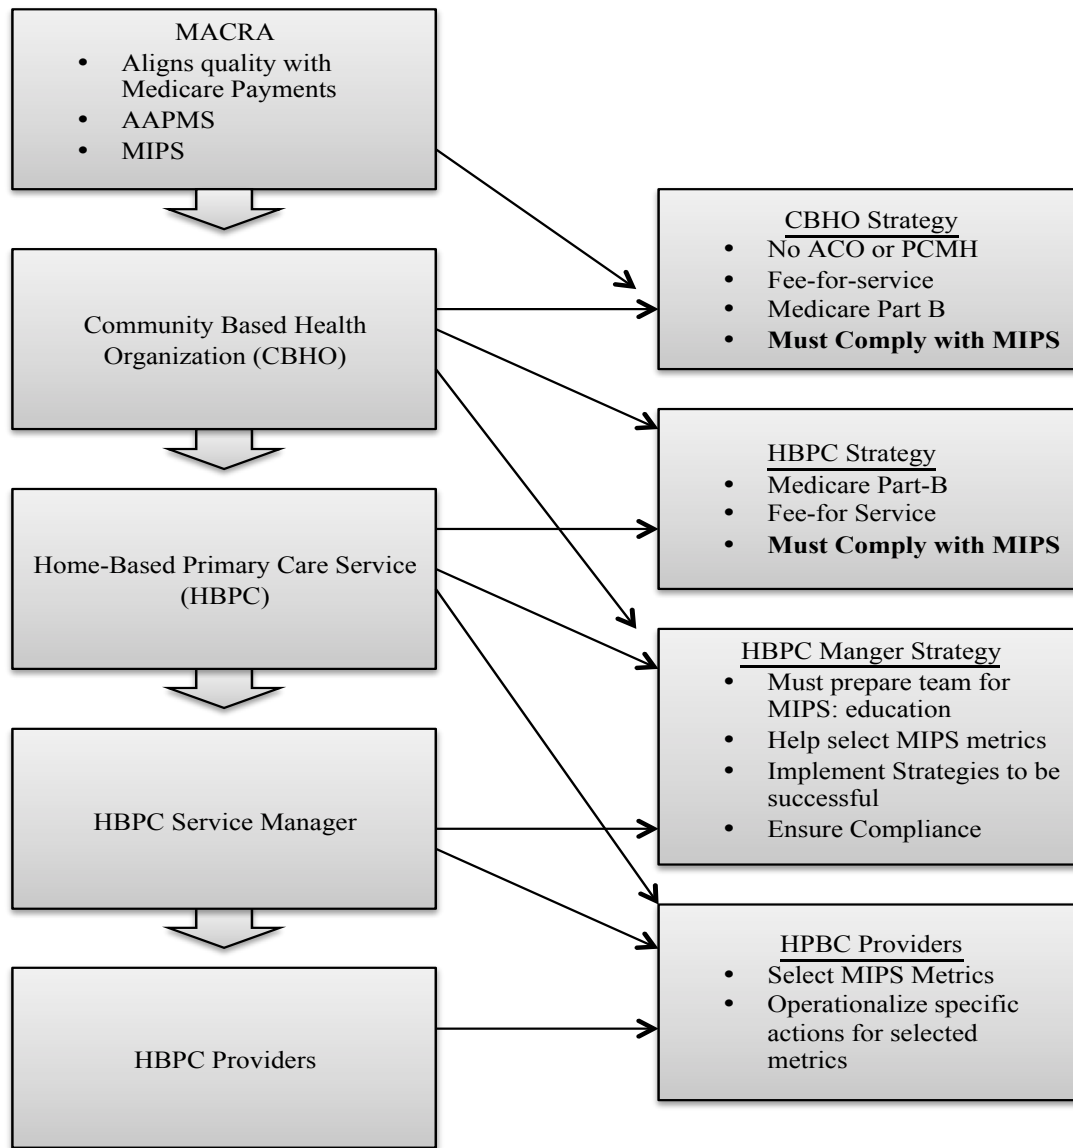 MACRA
• Aligns quality with
Medicare Payments
• AAPMS
• MIPS
Community Based Health
Organization (CBHO)
Home-Based Primary Care Service
(HBPC)
HBPC Service Manager
HBPC Providers
CBHO Strategy
• No ACO or PCMH
• Fee-for-service
• Medicare Part B
• Must Comply with MIPS
HBPC Strategy
• Medicare Part-B
• Fee-for Service
• Must Comply with MIPS
HBPC Manger Strategy
• Must prepare team for
MIPS: education
• Help select MIPS metrics
• Implement Strategies to be
successful
• Ensure Compliance
HPBC Providers
• Select MIPS Metrics
• Operationalize specific
actions for selected
metrics